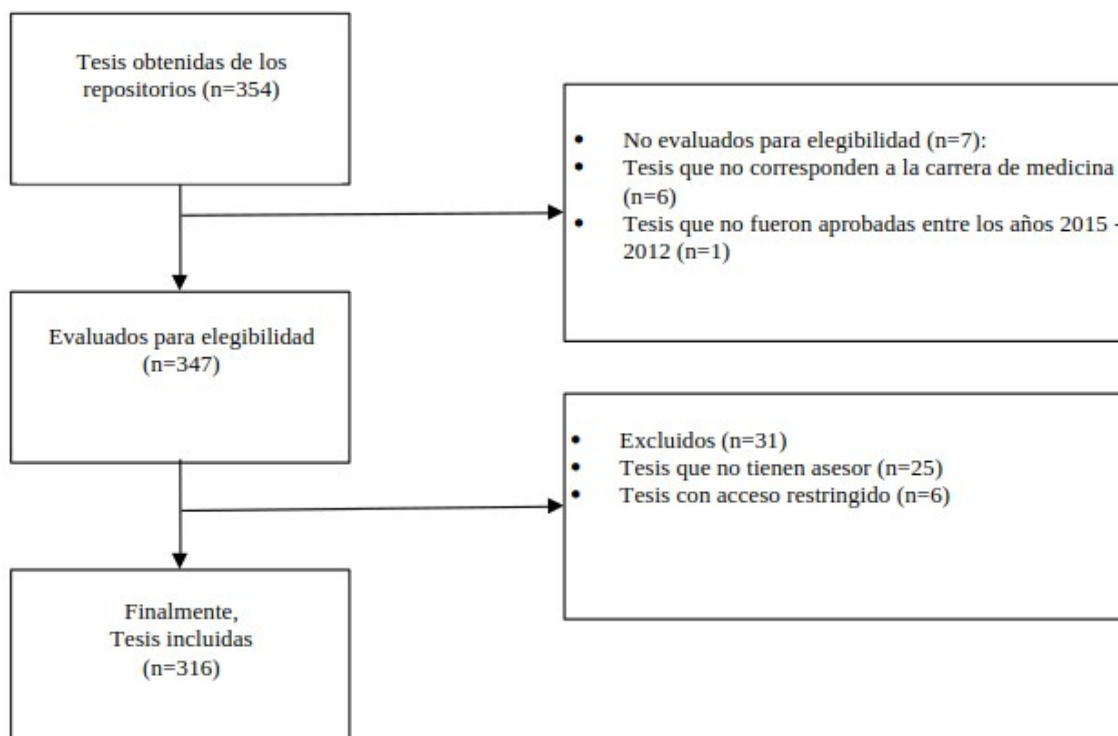 Tesis obtenidas de los
repositorios (n=354)
• No evaluados para elegibilidad (n=7):
• Tesis que no corresponden a la carrera de medicina
(n=6)
• Tesis que no fueron aprobadas entre los años 2015 -
2012 (n=1)
Evaluados para elegibilidad
(n=347)
• Excluidos (n=31)
• Tesis que no tienen asesor (n=25)
• Tesis con acceso restringido (n=6)
Finalmente,
Tesis incluidas
(n=316)